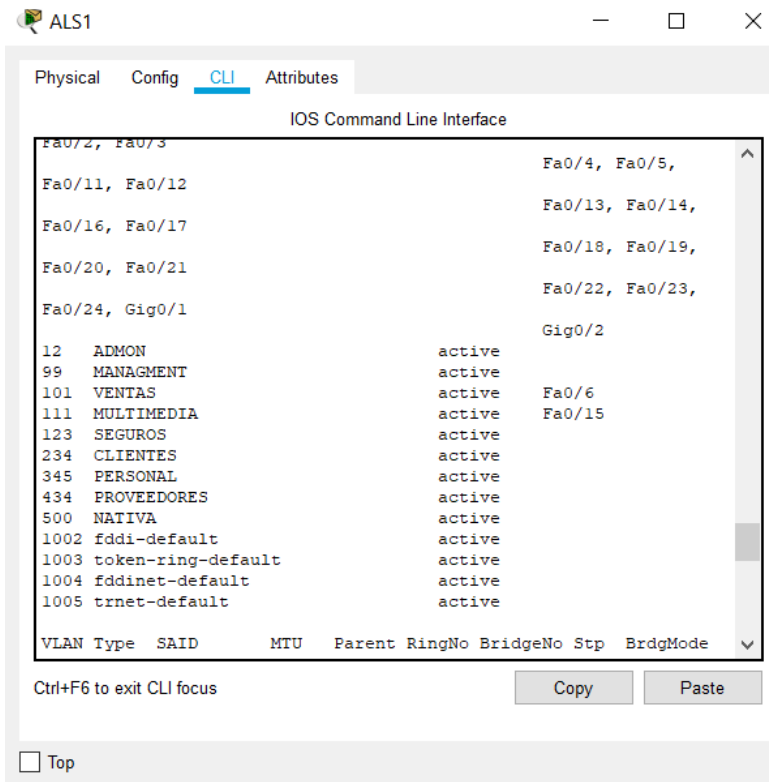 ALS1
Physical Config CLI Attributes
IOS Command Line Interface
Fa0/2, Fa0/3
Fa0/4, Fa0/5,
Fa0/11, Fa0/12
Fa0/13, Fa0/14,
Fa0/16, Fa0/17
Fa0/18, Fa0/19,
Fa0/20, Fa0/21
Fa0/22, Fa0/23,
Fa0/24, Gig0/1
Gig0/2
12 ADMON active
99 MANAGMENT active
101 VENTAS active Fa0/6
111 MULTIMEDIA active Fa0/15
123 SEGUROS active
234 CLIENTES active
345 PERSONAL active
434 PROVEEDORES active
500 NATIVA active
1002 fddi-default active
1003 token-ring-default active
1004 fddinet-default active
1005 trnet-default active
VLAN Type SAID MTU Parent RingNo BridgeNo Stp BrdgMode
Ctrl+F6 to exit CLI focus
Copy Paste
Top